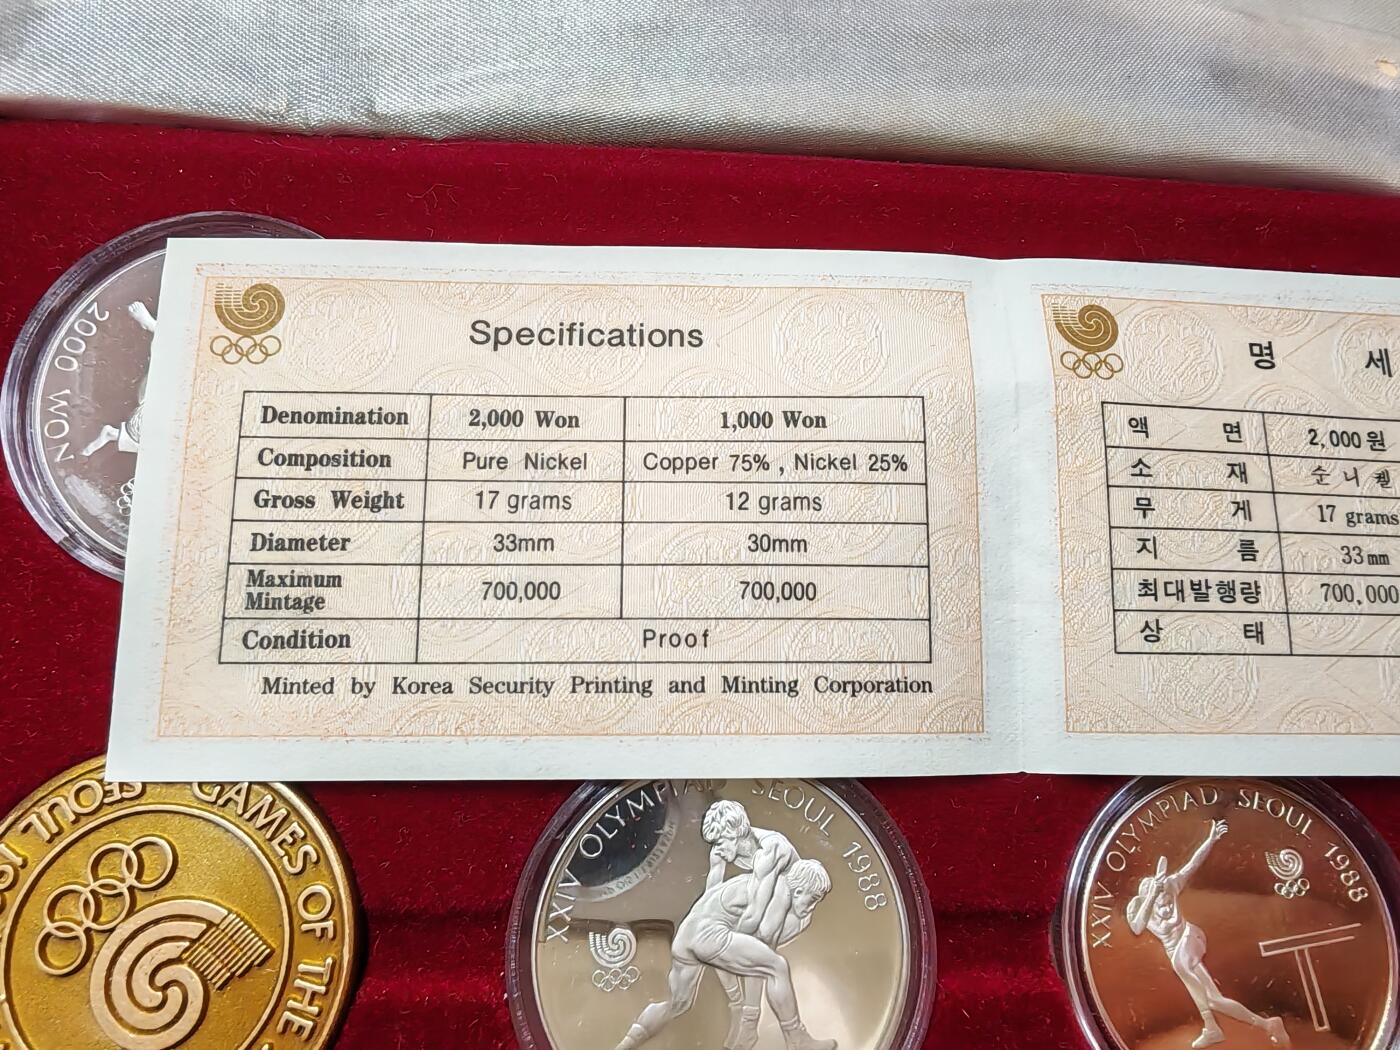 2000 WON
Specifications
Denomination 2,000 Won 1,000 Won
Composition Pure Nickel Copper 75% , Nickel 25%
Gross Weight 17 grams 12 grams
Diameter 33mm 30mm
Maximum Mintage 700,000 700,000
Condition Proof
Minted by Korea Security Printing and Minting Corporation
명 세
액 면 2,000원
소 재 순니켈
무 게 17 grams
지 름 33mm
최대발행량 700,000
상 태
SEOUL
GAMES OF THE
XXIV OLYMPIAD SEOUL 1988
XXIV OLYMPIAD SEOUL 1988